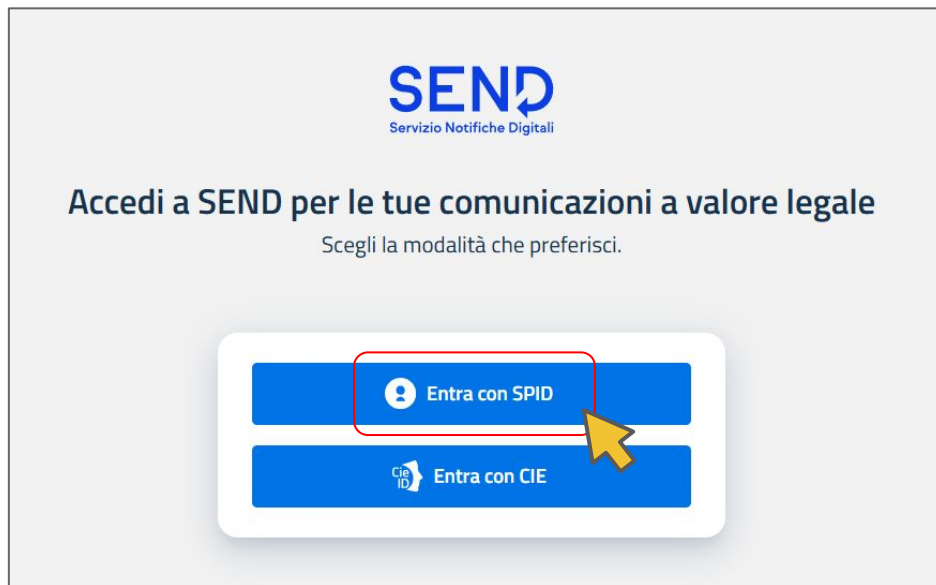 SEND
Servizio Notifiche Digitali
Accedi a SEND per le tue comunicazioni a valore legale
Scegli la modalità che preferisci.
Entra con SPID
Cie
ID
Entra con CIE